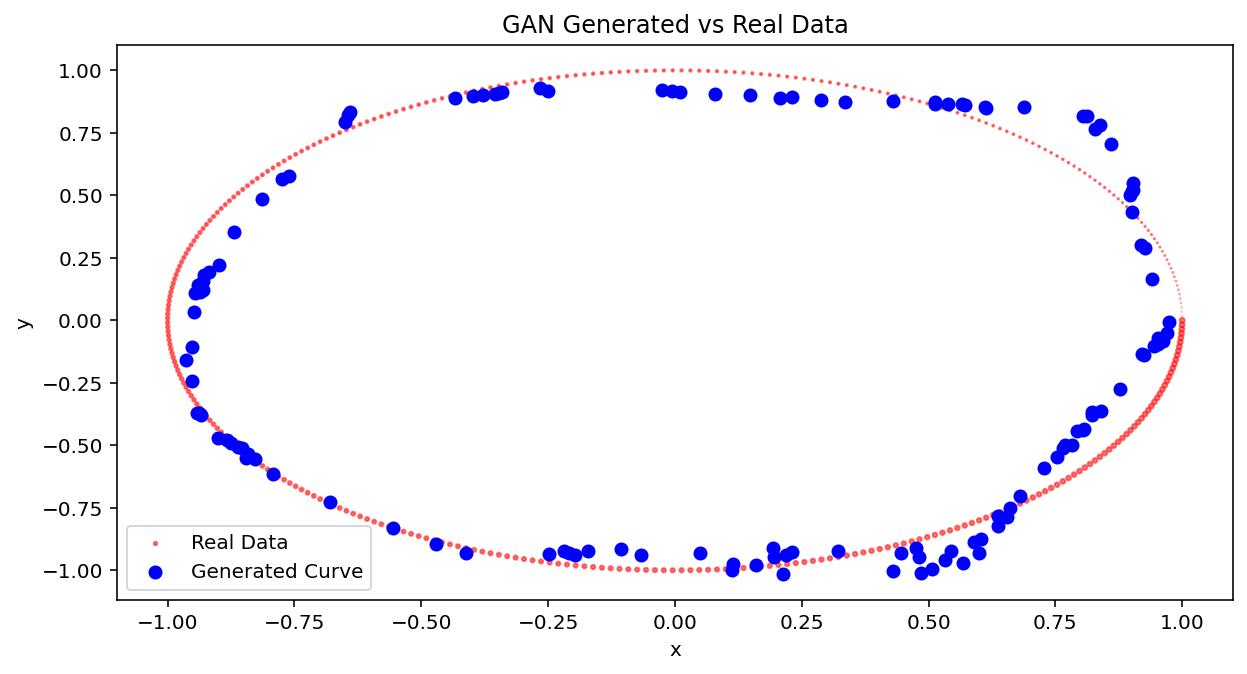 GAN Generated vs Real Data
1.00
0.75
0.50
0.25
0.00
−0.25
−0.50
−0.75
−1.00
y
Real Data
Generated Curve
−1.00 −0.75 −0.50 −0.25 0.00 0.25 0.50 0.75 1.00
x